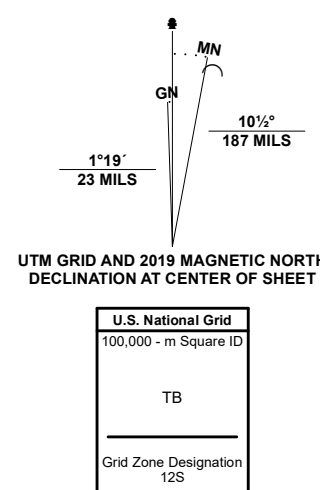 MN
GN
10½°
187 MILS
1°19´
23 MILS
UTM GRID AND 2019 MAGNETIC NORTH
DECLINATION AT CENTER OF SHEET
U.S. National Grid
100,000 - m Square ID
TB
Grid Zone Designation
12S